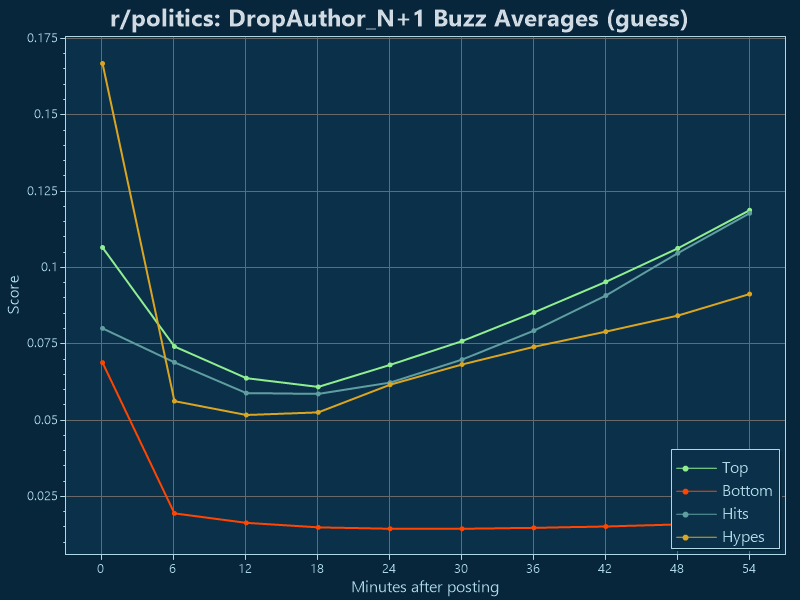 r/politics: DropAuthor_N+1 Buzz Averages (guess)
0.175
0.15
0.125
0.1
0.075
0.05
0.025
Score
Top
Bottom
Hits
Hypes
0 6 12 18 24 30 36 42 48 54
Minutes after posting